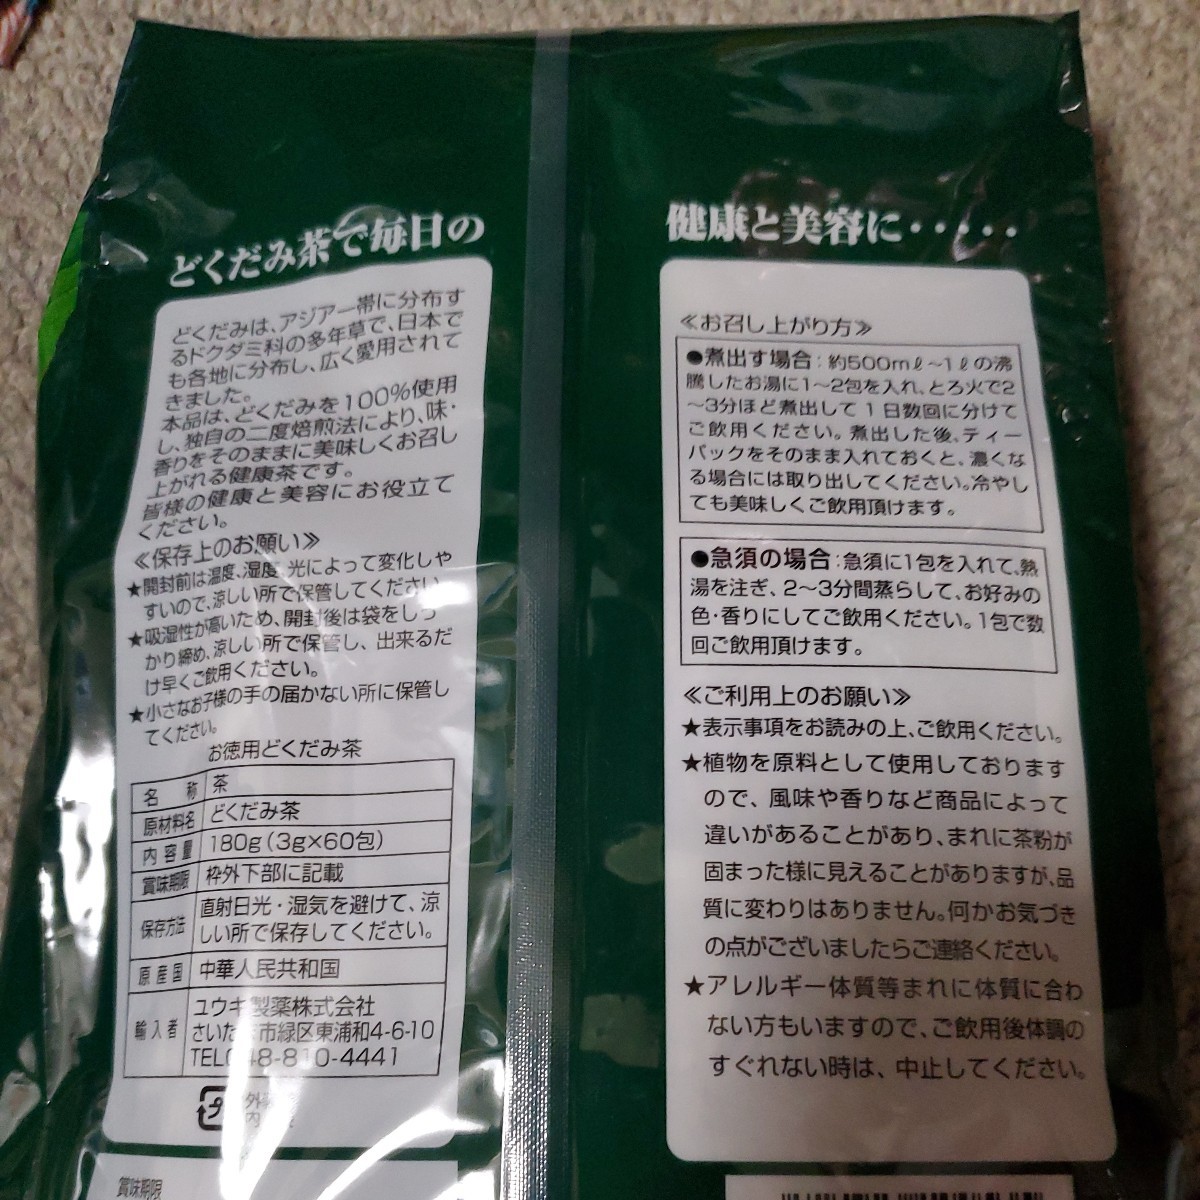 どくだみ茶で毎日の
どくだみは、アジア一帯に分布す
るドクダミ科の多年草で、日本で
も各地に分布し、広く愛用されて
きました。
本品は、どくだみを100%使用
し、独自の二度焙煎法により、味・
香りをそのままに美味しくお召し
上がれる健康茶です。
皆様の健康と美容にお役立て
ください。
≪保存上のお願い≫
★開封前は温度、湿度、光によって変化しや
すいので、涼しい所で保管してください。
★吸湿性が高いため、開封後は袋をしっ
かり締め、涼しい所で保管し、出来るだ
け早くご飲用ください。
★小さなお子様の手の届かない所に保管し
てください。
お徳用どくだみ茶
名称 茶
原材料名 どくだみ茶
内容量 180g(3g×60包)
賞味期限 枠外下部に記載
保存方法 直射日光・湿気を避けて、涼
しい所で保存してください。
原産国 中華人民共和国
輸入者 ユウキ製薬株式会社
さいたま市緑区東浦和4-6-10
TEL048-810-4441
プ
外
内
賞味期限
健康と美容に・・・・・
≪お召し上がり方≫
●煮出す場合:約500mℓ~1ℓの沸
騰したお湯に1~2包を入れ、とろ火で2
~3分ほど煮出して1日数回に分けて
ご飲用ください。煮出した後、ティー
パックをそのまま入れておくと、濃くな
る場合には取り出してください。冷やし
ても美味しくご飲用頂けます。
●急須の場合:急須に1包を入れて、熱
湯を注ぎ、2~3分間蒸らして、お好みの
色・香りにしてご飲用ください。1包で数
回ご飲用頂けます。
≪ご利用上のお願い≫
★表示事項をお読みの上、ご飲用ください。
★植物を原料として使用しております
ので、風味や香りなど商品によって
違いがあることがあり、まれに茶粉が
固まった様に見えることがありますが、品
質に変わりはありません。何かお気づき
の点がございましたらご連絡ください。
★アレルギー体質等まれに体質に合わ
ない方もいますので、ご飲用後体調の
すぐれない時は、中止してください。